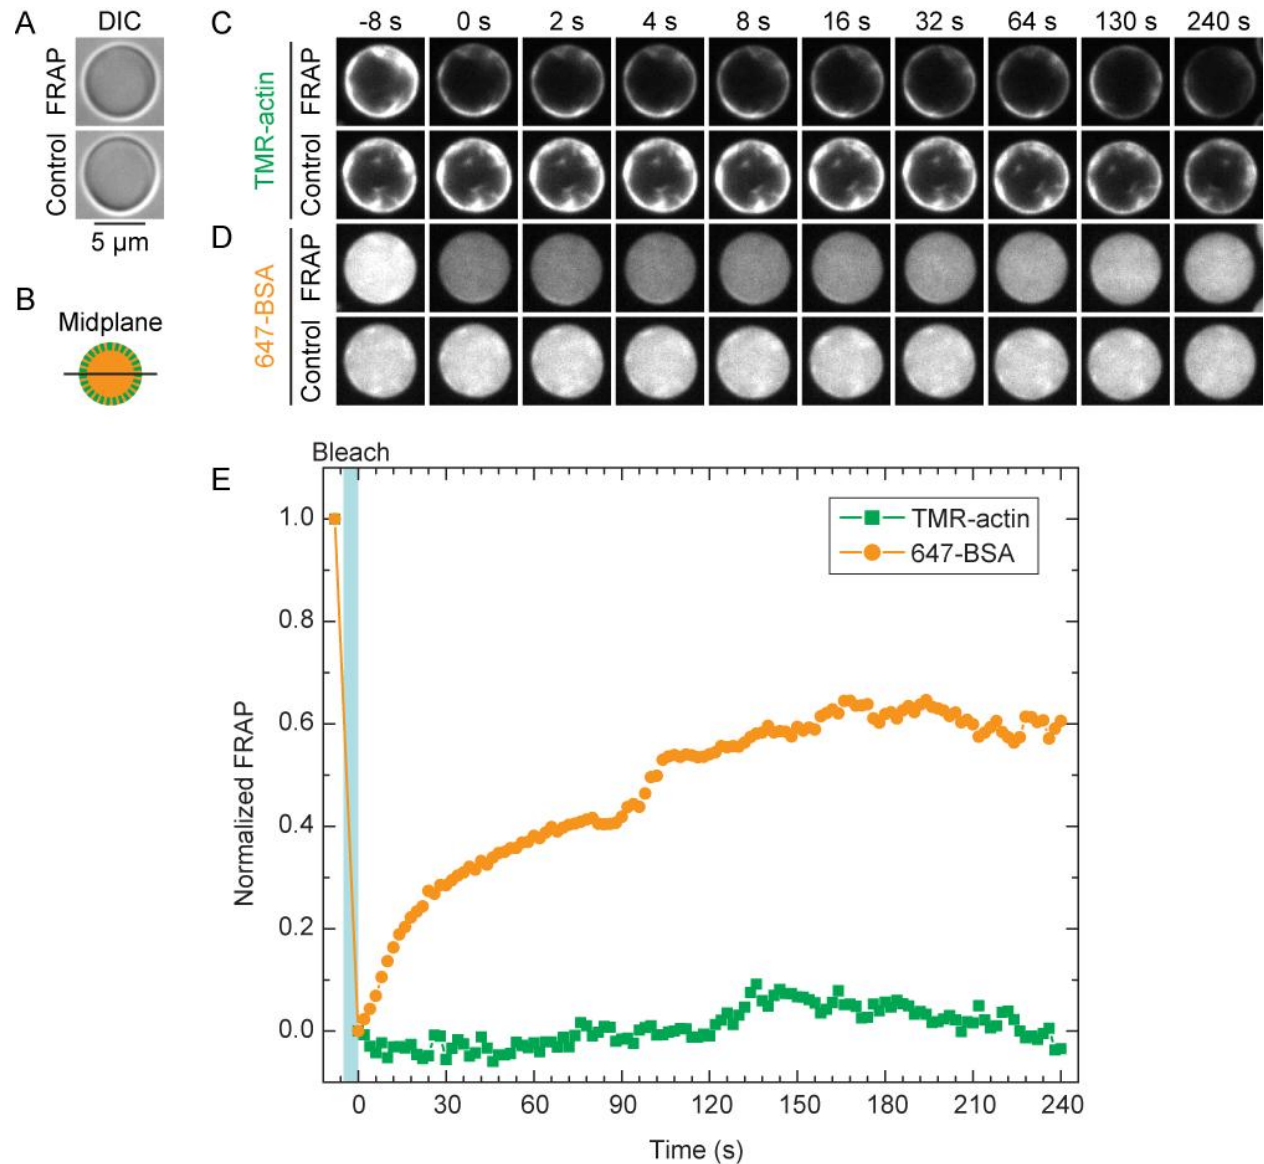 A
DIC
FRAP
Control
5 µm
B
Midplane
C
-8 s 0 s 2 s 4 s 8 s 16 s 32 s 64 s 130 s 240 s
TMR-actin
FRAP
Control
D
647-BSA
FRAP
Control
E
Bleach
TMR-actin
647-BSA
Normalized FRAP
1.0
0.8
0.6
0.4
0.2
0.0
0 30 60 90 120 150 180 210 240
Time (s)